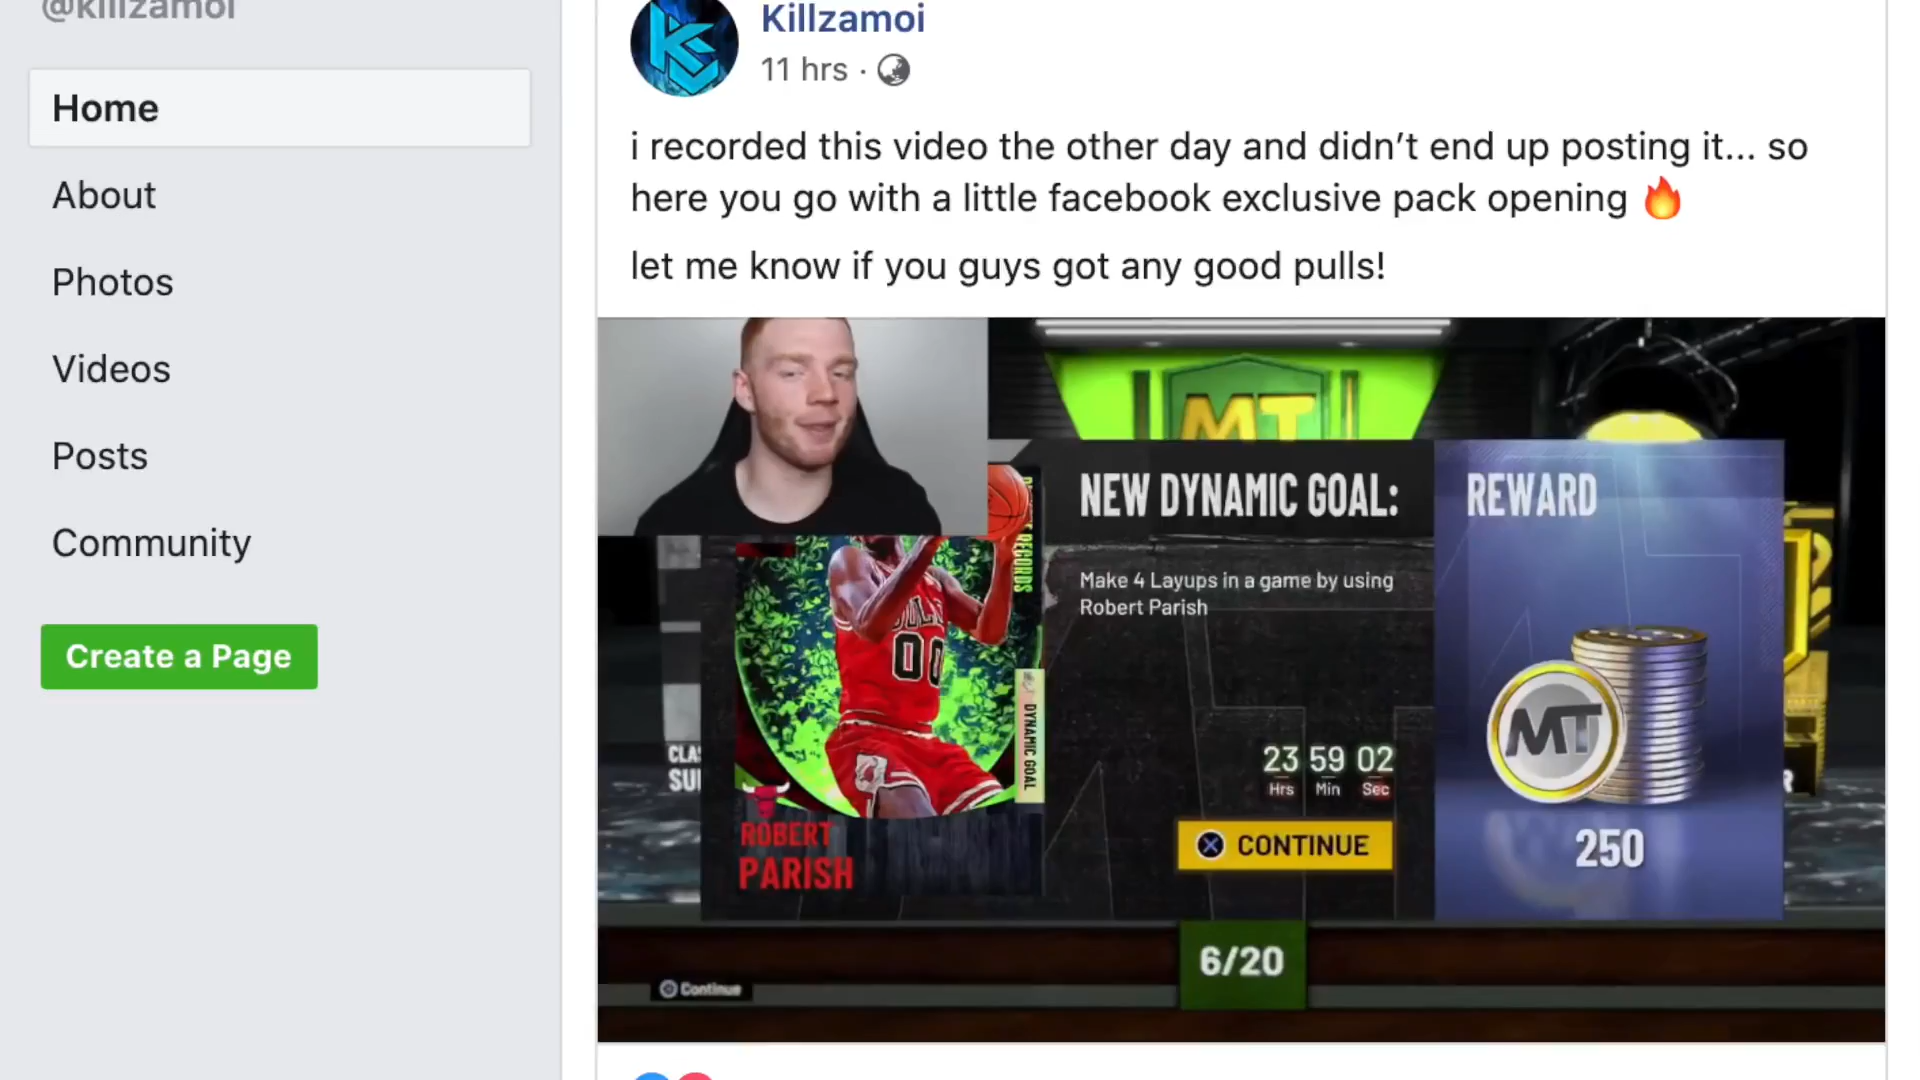 @killzamoi
Home
About
Photos
Videos
Posts
Community
Create a Page
Killzamoi
11 hrs ·
i recorded this video the other day and didn’t end up posting it... so
here you go with a little facebook exclusive pack opening 🔥
let me know if you guys got any good pulls!
MT
NEW DYNAMIC GOAL:
Make 4 Layups in a game by using
Robert Parish
23 59 02
Hrs Min Sec
CONTINUE
REWARD
MT
250
RECORDS
00
DYNAMIC GOAL
ROBERT
PARISH
6/20
Continue